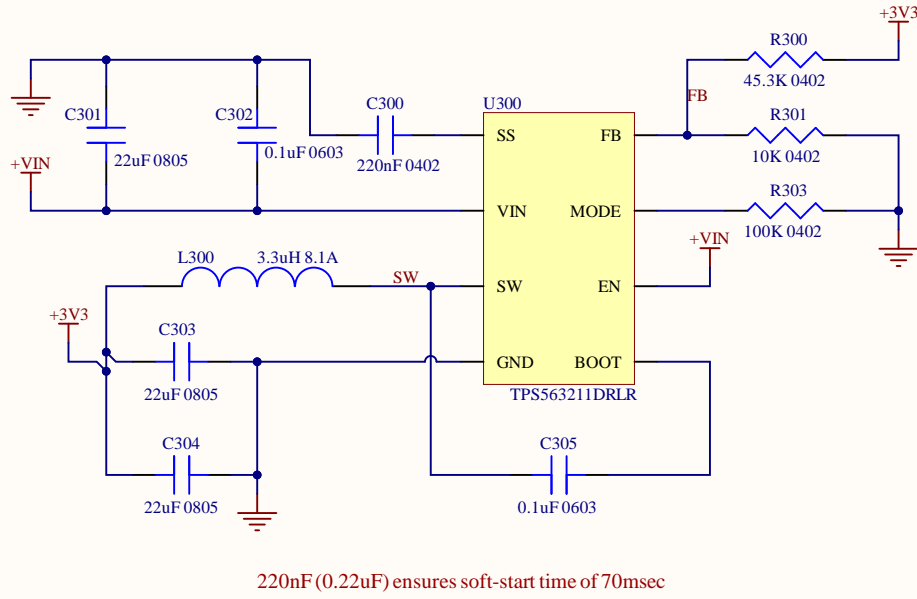 +3V3
R300
45.3K 0402
FB
R301
10K 0402
R303
100K 0402
+VIN
C301
22uF 0805
C302
0.1uF 0603
C300
220nF 0402
+VIN
U300
SS
FB
VIN
MODE
SW
EN
GND
BOOT
TPS563211DRLR
L300
3.3uH 8.1A
SW
+3V3
C303
22uF 0805
C304
22uF 0805
C305
0.1uF 0603
220nF (0.22uF) ensures soft-start time of 70msec